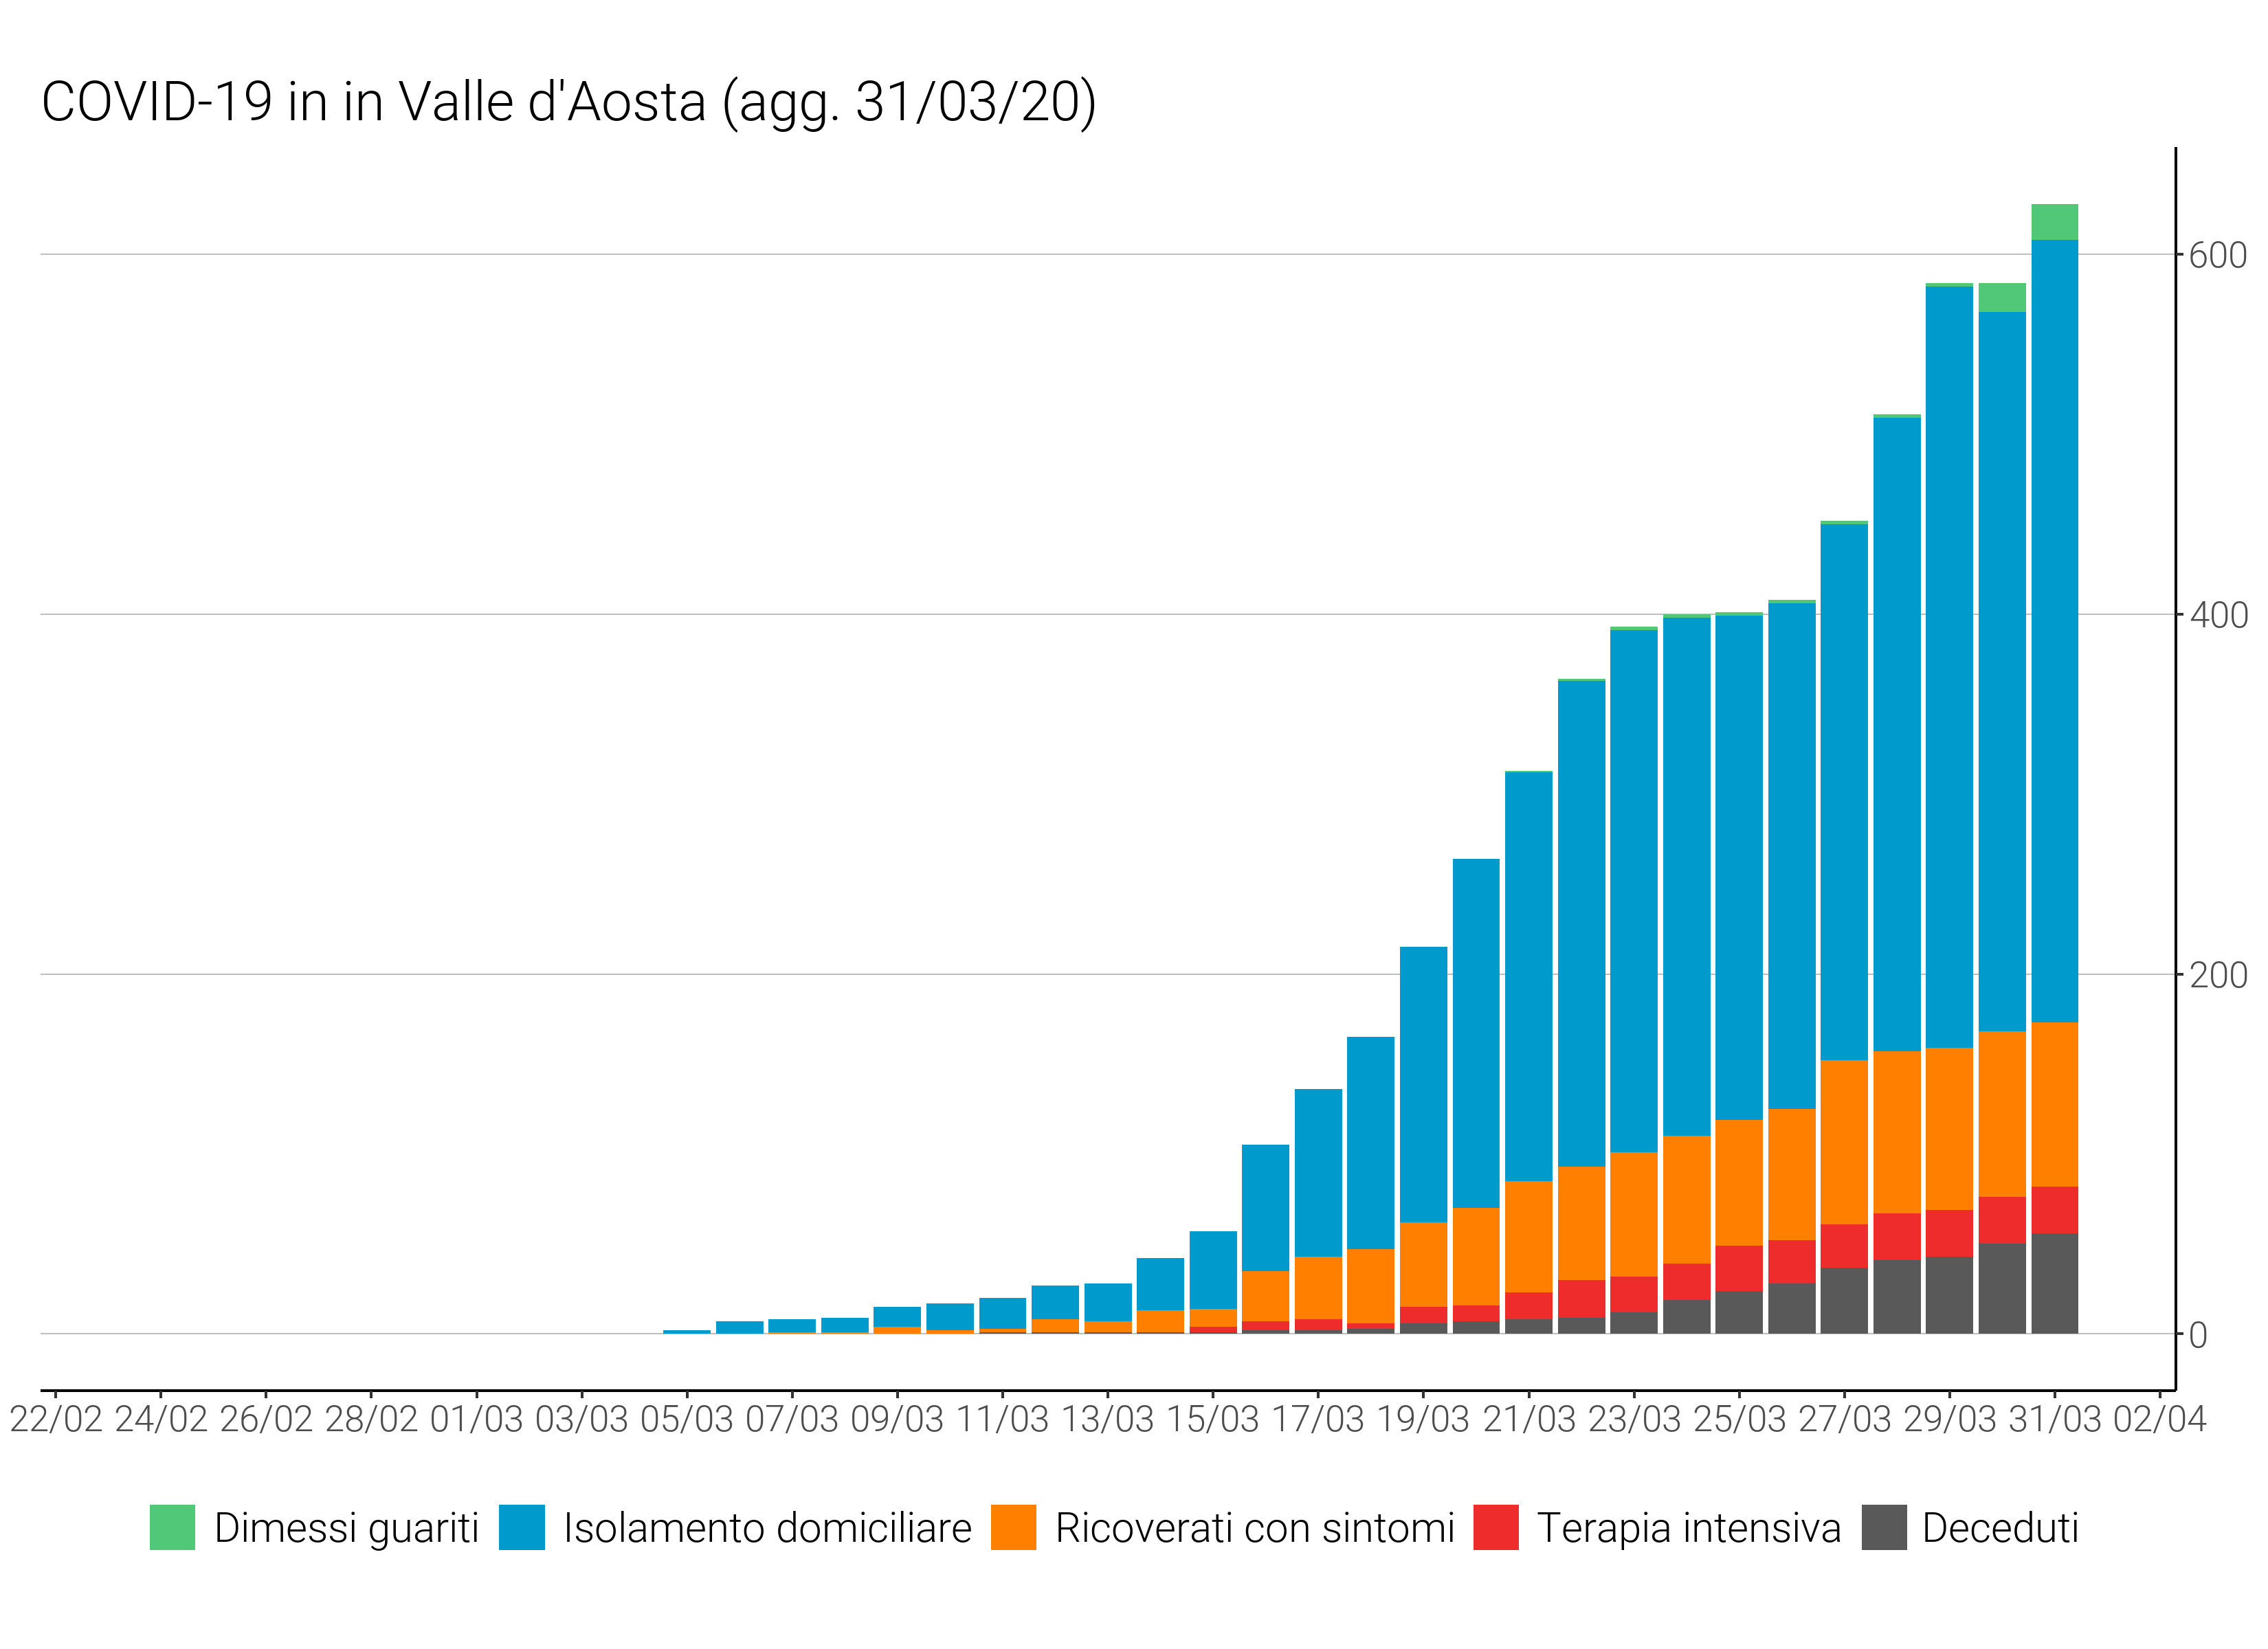 COVID-19 in in Valle d'Aosta (agg. 31/03/20)
600
400
200
0
22/02 24/02 26/02 28/02 01/03 03/03 05/03 07/03 09/03 11/03 13/03 15/03 17/03 19/03 21/03 23/03 25/03 27/03 29/03 31/03 02/04
Dimessi guariti Isolamento domiciliare Ricoverati con sintomi Terapia intensiva Deceduti